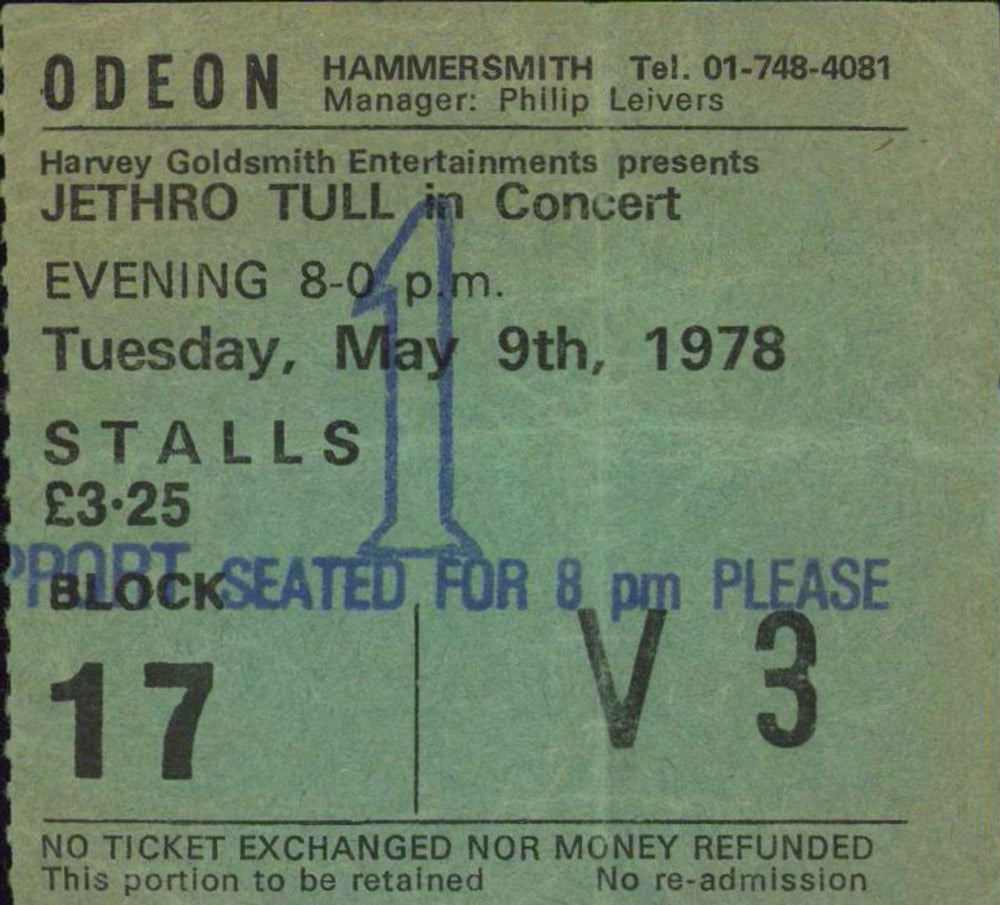 ODEON HAMMERSMITH Tel. 01-748-4081
Manager: Philip Leivers
Harvey Goldsmith Entertainments presents
JETHRO TULL in Concert
EVENING 8-0 p.m.
Tuesday, May 9th, 1978
1
STALLS
£3·25
PPORT SEATED FOR 8 pm PLEASE
BLOCK
17 V 3
NO TICKET EXCHANGED NOR MONEY REFUNDED
This portion to be retained No re-admission